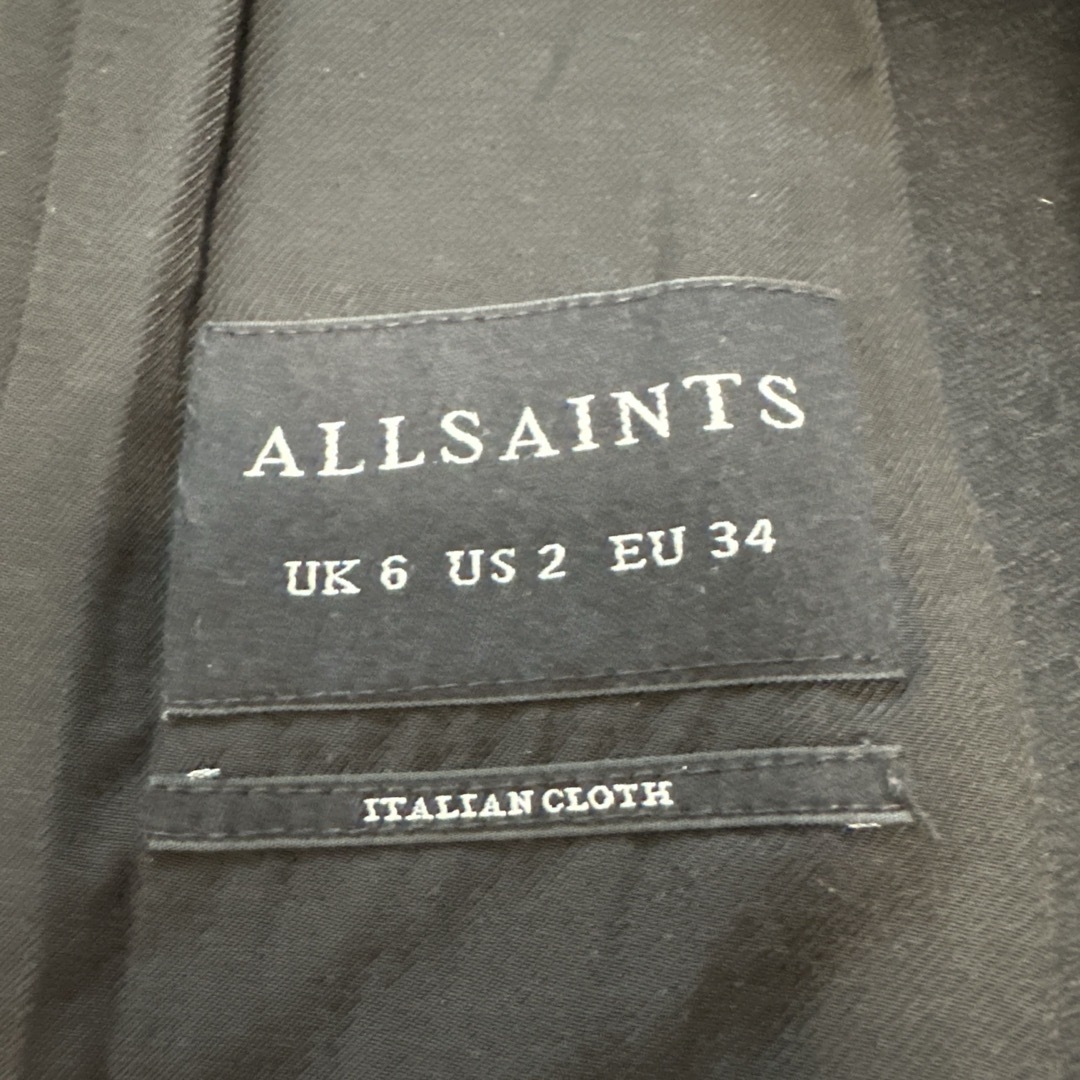 ALLSAINTS
UK 6 US 2 EU 34
ITALIAN CLOTH